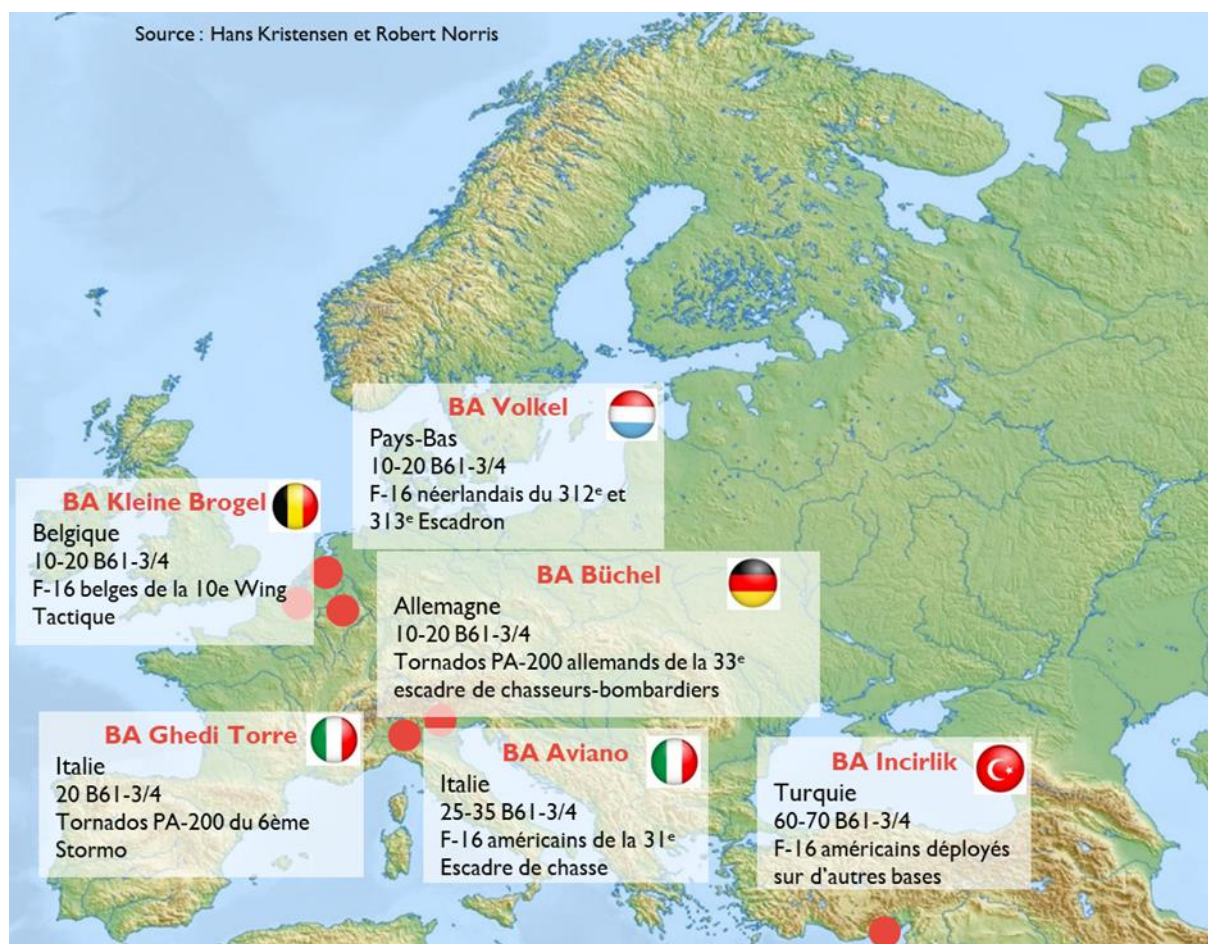 Source : Hans Kristensen et Robert Norris
BA Volkel
Pays-Bas
10-20 B61-3/4
F-16 néerlandais du 312e et
313e Escadron
BA Kleine Brogel
Belgique
10-20 B61-3/4
F-16 belges de la 10e Wing
Tactique
BA Büchel
Allemagne
10-20 B61-3/4
Tornados PA-200 allemands de la 33e
escadre de chasseurs-bombardiers
BA Ghedi Torre
Italie
20 B61-3/4
Tornados PA-200 du 6ème
Stormo
BA Aviano
Italie
25-35 B61-3/4
F-16 américains de la 31e
Escadre de chasse
BA Incirlik
Turquie
60-70 B61-3/4
F-16 américains déployés
sur d'autres bases